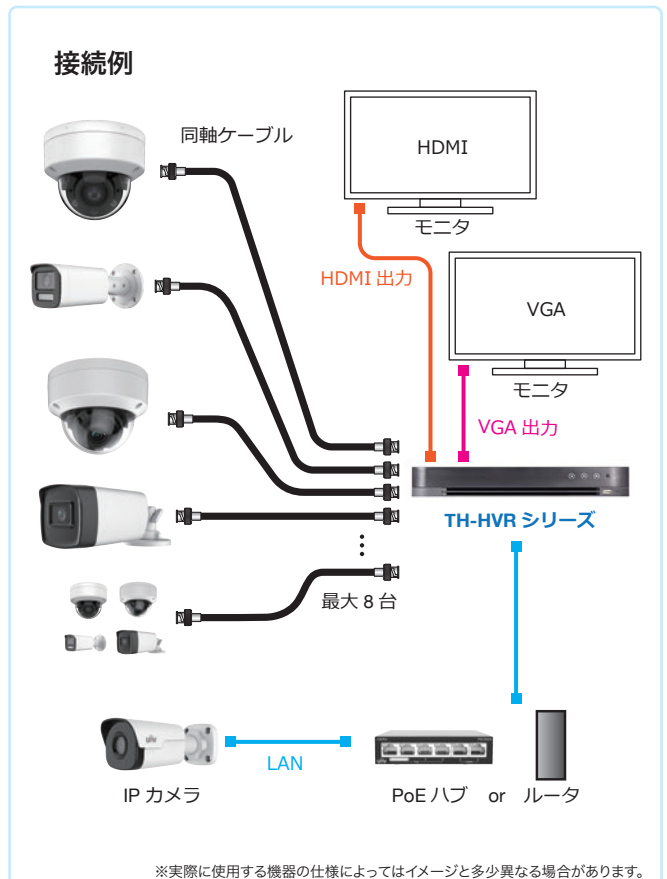 接続例
同軸ケーブル
HDMI
モニタ
HDMI 出力
VGA
モニタ
VGA 出力
TH-HVR シリーズ
最大 8 台
LAN
IP カメラ
PoE ハブ or ルータ
※実際に使用する機器の仕様によってはイメージと多少異なる場合があります。